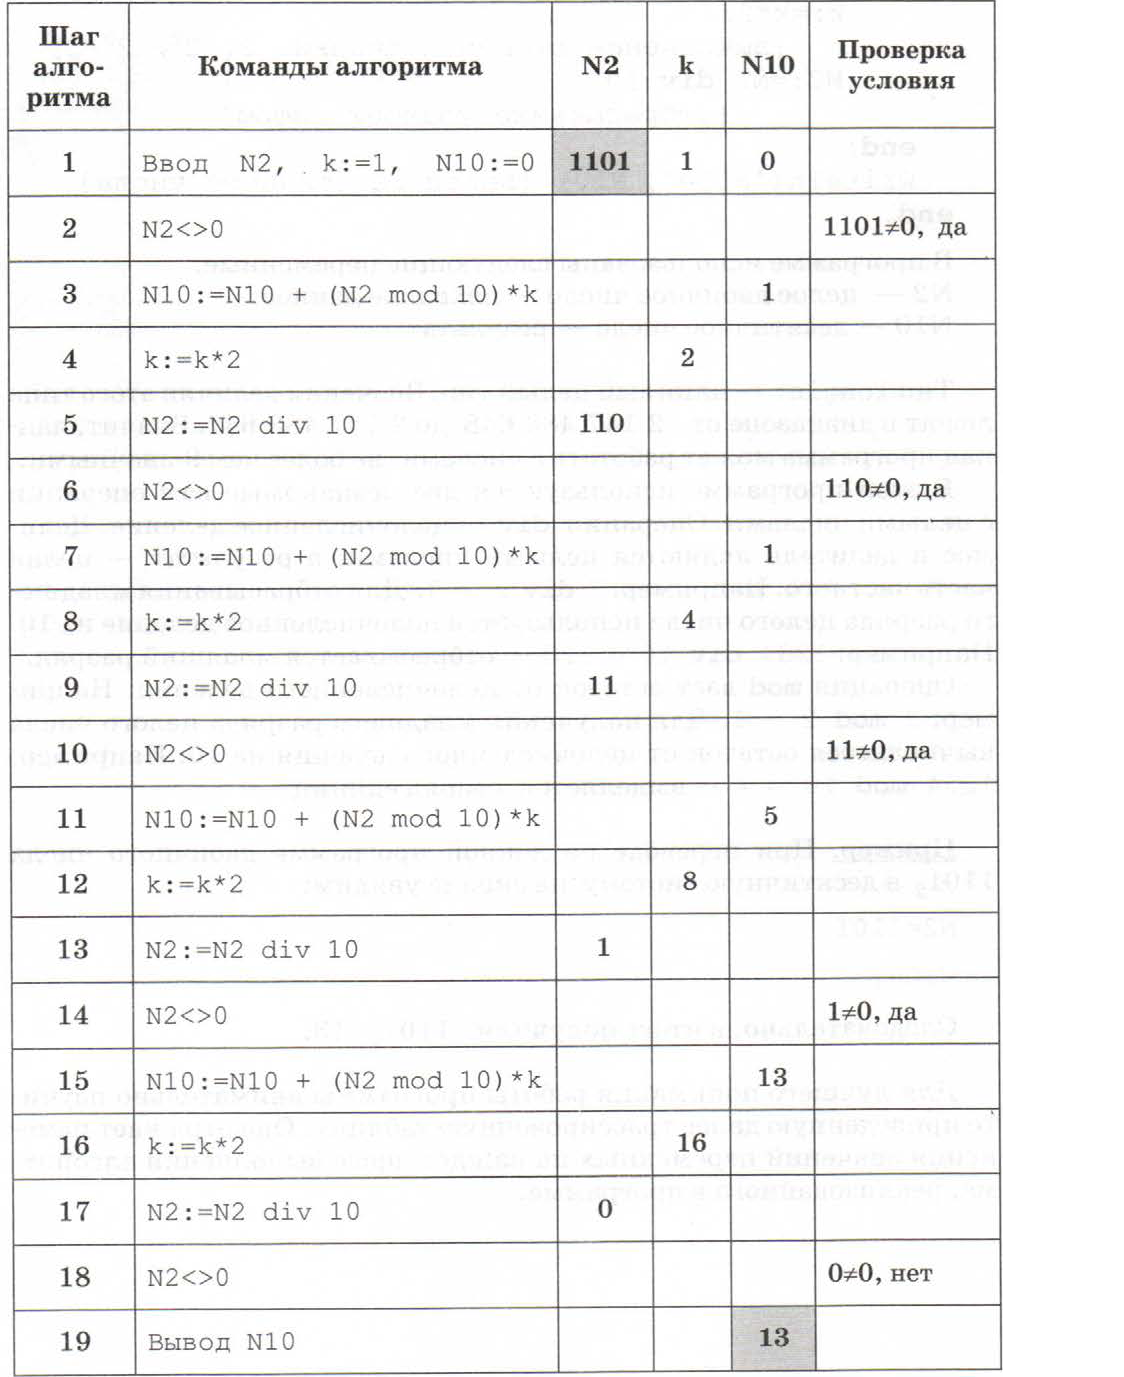 Шаг алго-ритма Команды алгоритма N2 k N10 Проверка условия
1 Ввод N2, k:=1, N10:=0 1101 1 0
2 N2<>0 1101≠0, да
3 N10:=N10 + (N2 mod 10)*k 1
4 k:=k*2 2
5 N2:=N2 div 10 110
6 N2<>0 110≠0, да
7 N10:=N10 + (N2 mod 10)*k 1
8 k:=k*2 4
9 N2:=N2 div 10 11
10 N2<>0 11≠0, да
11 N10:=N10 + (N2 mod 10)*k 5
12 k:=k*2 8
13 N2:=N2 div 10 1
14 N2<>0 1≠0, да
15 N10:=N10 + (N2 mod 10)*k 13
16 k:=k*2 16
17 N2:=N2 div 10 0
18 N2<>0 0≠0, нет
19 Вывод N10 13